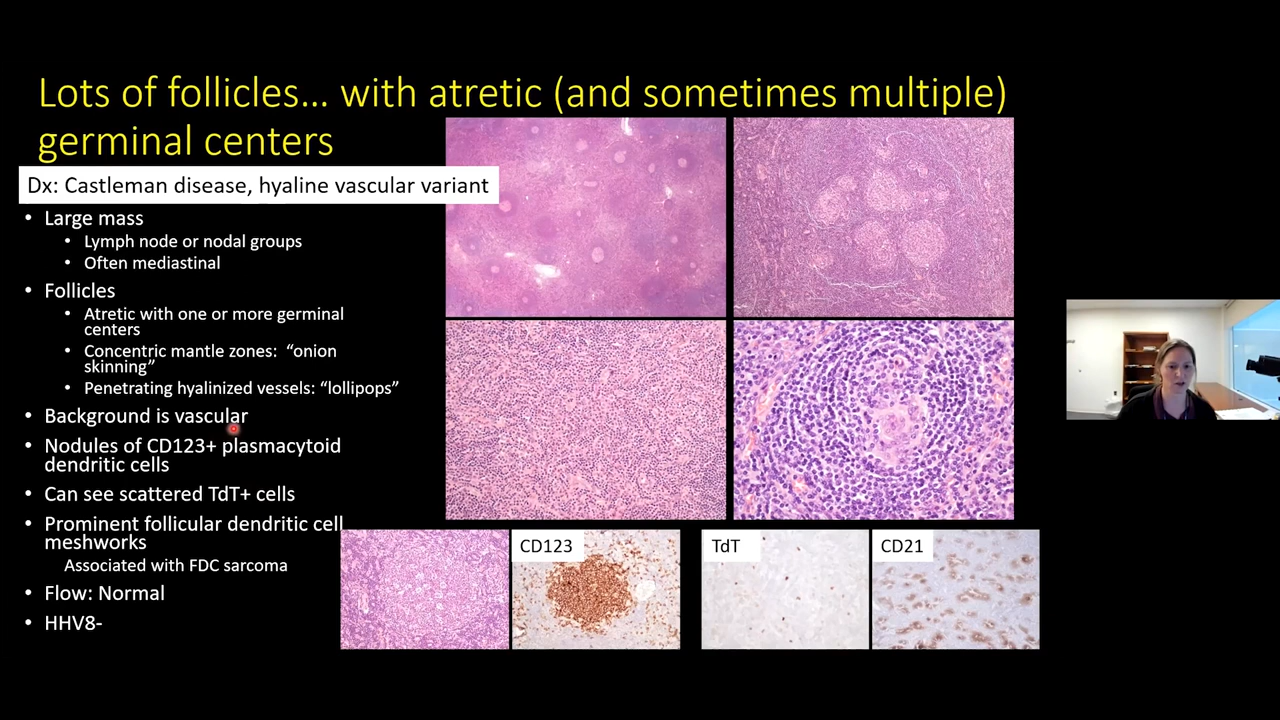 Lots of follicles... with atretic (and sometimes multiple)
germinal centers
Dx: Castleman disease, hyaline vascular variant
• Large mass
• Lymph node or nodal groups
• Often mediastinal
• Follicles
• Atretic with one or more germinal
centers
• Concentric mantle zones: “onion
skinning”
• Penetrating hyalinized vessels: “lollipops”
• Background is vascular
• Nodules of CD123+ plasmacytoid
dendritic cells
• Can see scattered TdT+ cells
• Prominent follicular dendritic cell
meshworks
Associated with FDC sarcoma
• Flow: Normal
• HHV8-
CD123
TdT
CD21